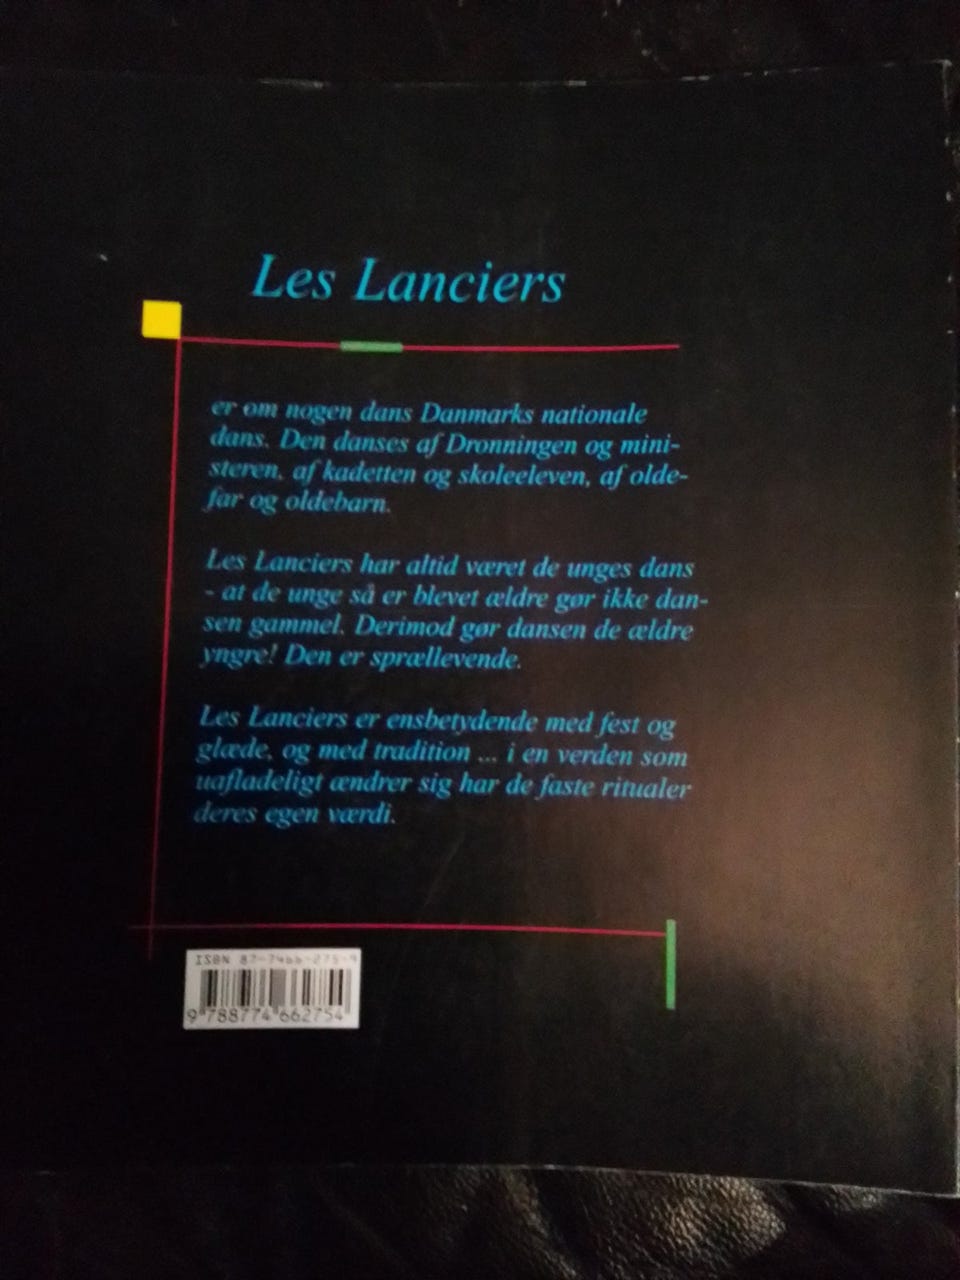 Les Lanciers
er om nogen dans Danmarks nationale
dans. Den danses af Dronningen og mini-
steren, af kadetten og skoleeleven, af olde-
far og oldebarn.
Les Lanciers har altid været de unges dans
- at de unge så er blevet ældre gør ikke dan-
sen gammel. Derimod gør dansen de ældre
yngre! Den er sprællevende.
Les Lanciers er ensbetydende med fest og
glæde, og med tradition ... i en verden som
uafladeligt ændrer sig har de faste ritualer
deres egen værdi.
ISBN 87-7466-275-9
9 788774 662754